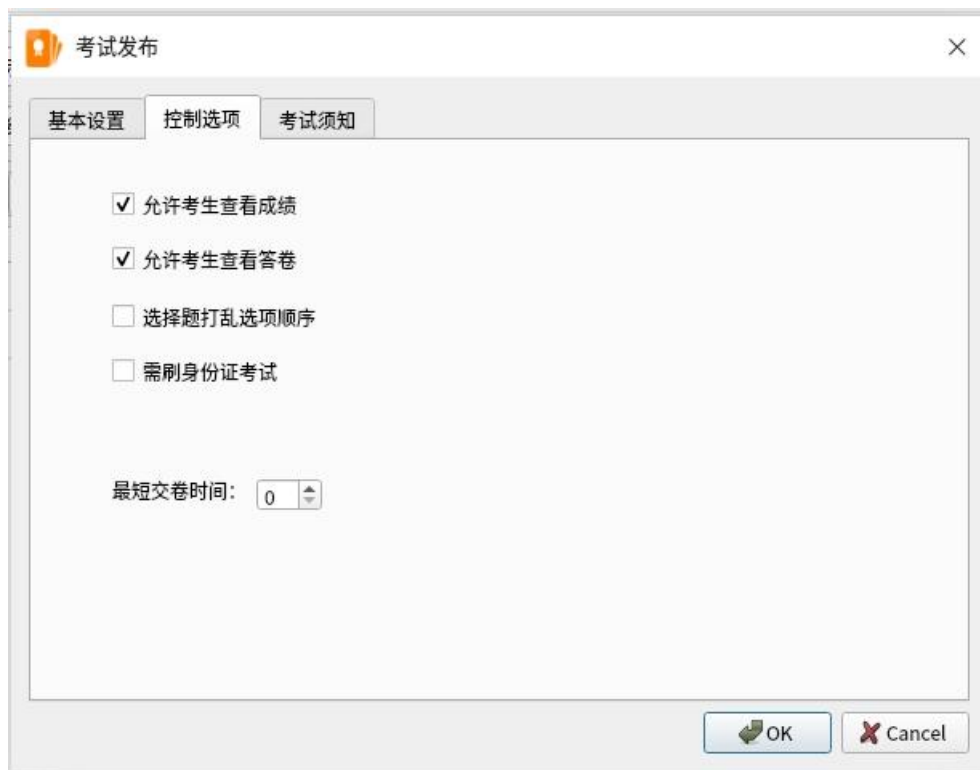 考试发布
基本设置 控制选项 考试须知
允许考生查看成绩
允许考生查看答卷
选择题打乱选项顺序
需刷身份证考试
最短交卷时间： 0
OK Cancel